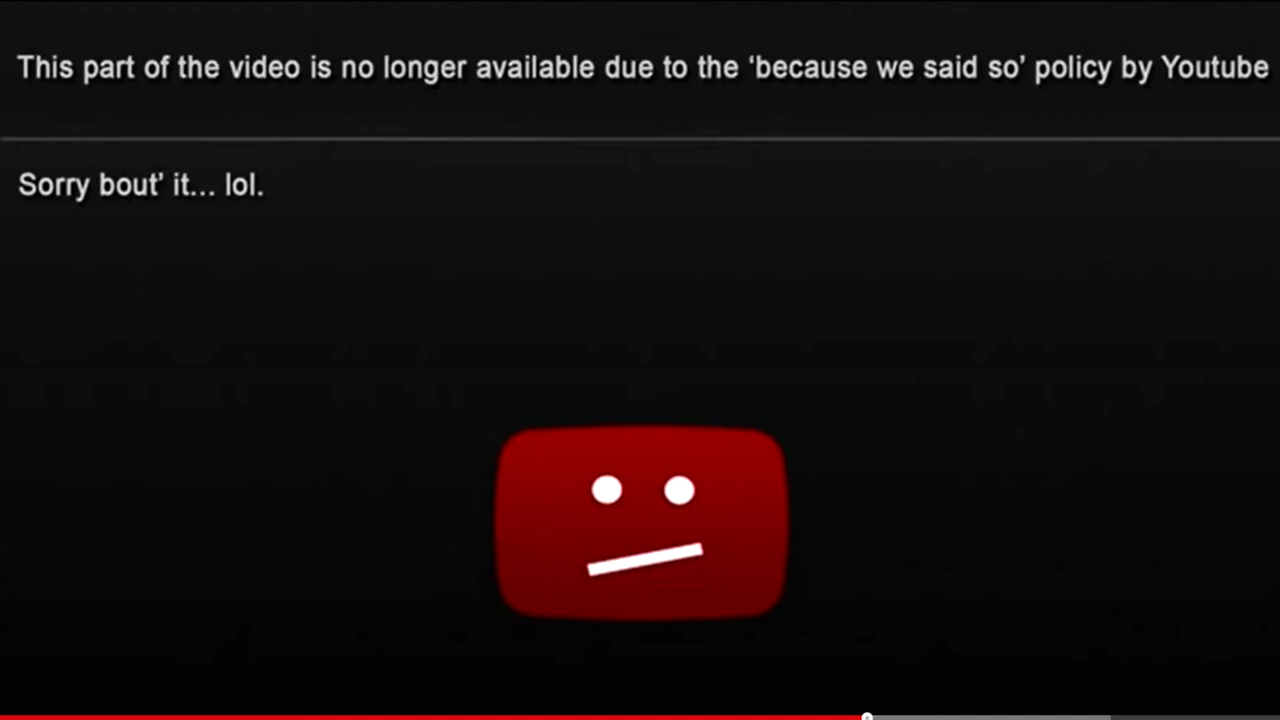 This part of the video is no longer available due to the ‘because we said so’ policy by Youtube
Sorry bout’ it... lol.